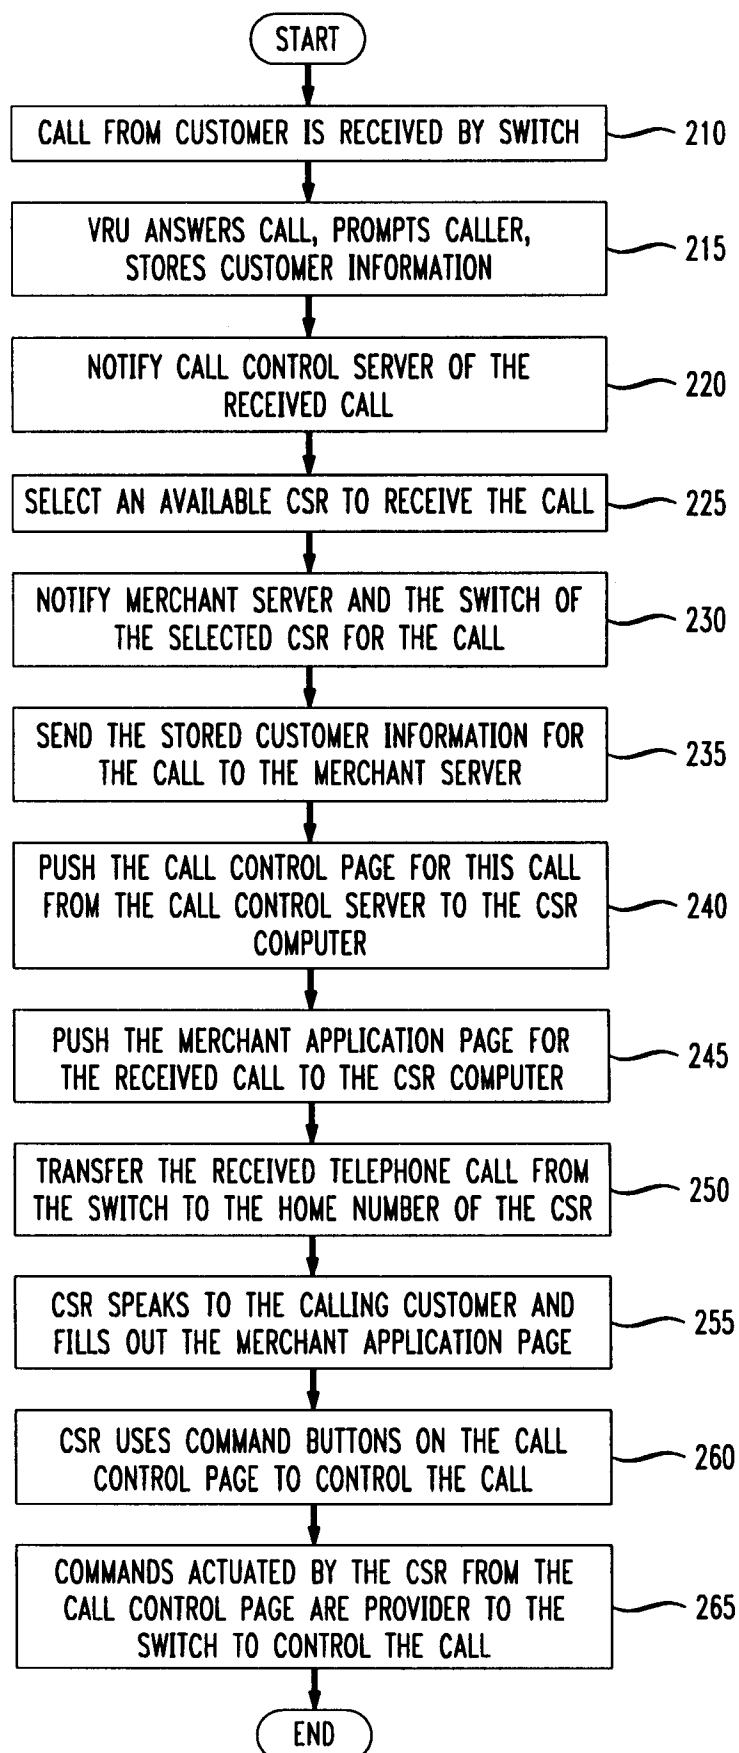 START
CALL FROM CUSTOMER IS RECEIVED BY SWITCH
210
VRU ANSWERS CALL, PROMPTS CALLER,
STORES CUSTOMER INFORMATION
215
NOTIFY CALL CONTROL SERVER OF THE
RECEIVED CALL
220
SELECT AN AVAILABLE CSR TO RECEIVE THE CALL
225
NOTIFY MERCHANT SERVER AND THE SWITCH OF
THE SELECTED CSR FOR THE CALL
230
SEND THE STORED CUSTOMER INFORMATION FOR
THE CALL TO THE MERCHANT SERVER
235
PUSH THE CALL CONTROL PAGE FOR THIS CALL
FROM THE CALL CONTROL SERVER TO THE CSR
COMPUTER
240
PUSH THE MERCHANT APPLICATION PAGE FOR
THE RECEIVED CALL TO THE CSR COMPUTER
245
TRANSFER THE RECEIVED TELEPHONE CALL FROM
THE SWITCH TO THE HOME NUMBER OF THE CSR
250
CSR SPEAKS TO THE CALLING CUSTOMER AND
FILLS OUT THE MERCHANT APPLICATION PAGE
255
CSR USES COMMAND BUTTONS ON THE CALL
CONTROL PAGE TO CONTROL THE CALL
260
COMMANDS ACTUATED BY THE CSR FROM THE
CALL CONTROL PAGE ARE PROVIDER TO THE
SWITCH TO CONTROL THE CALL
265
END